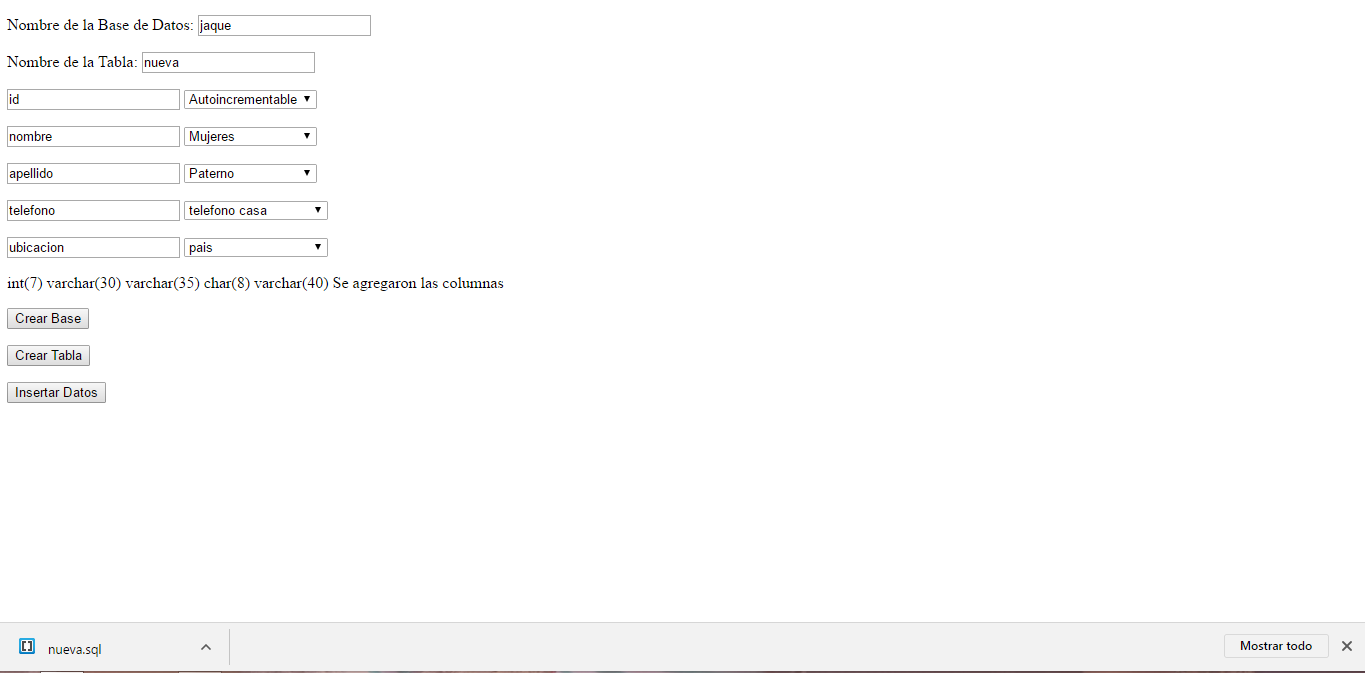 Nombre de la Base de Datos: jaque
Nombre de la Tabla: nueva
id Autoincrementable
nombre Mujeres
apellido Paterno
telefono telefono casa
ubicacion pais
int(7) varchar(30) varchar(35) char(8) varchar(40) Se agregaron las columnas
Crear Base
Crear Tabla
Insertar Datos
nueva.sql Mostrar todo